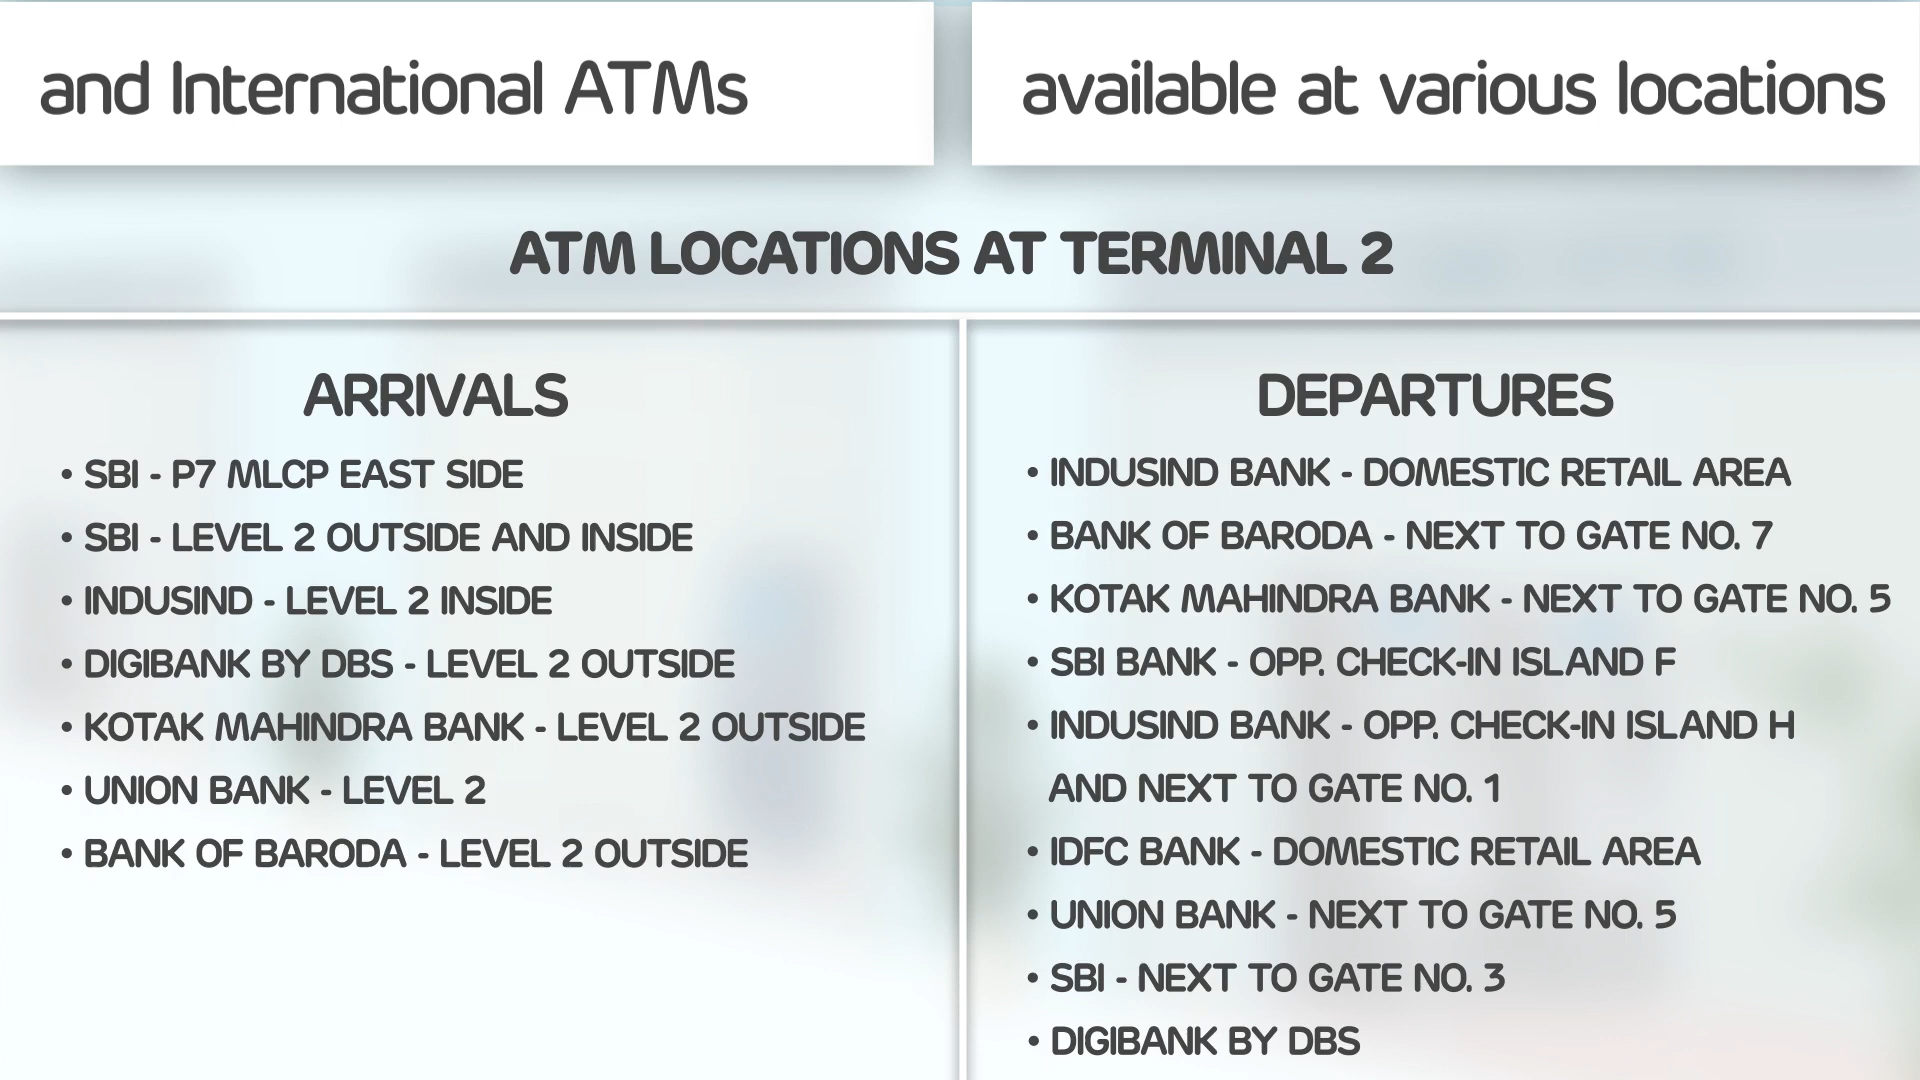 and International ATMs
available at various locations
ATM LOCATIONS AT TERMINAL 2
ARRIVALS
• SBI - P7 MLCP EAST SIDE
• SBI - LEVEL 2 OUTSIDE AND INSIDE
• INDUSIND - LEVEL 2 INSIDE
• DIGIBANK BY DBS - LEVEL 2 OUTSIDE
• KOTAK MAHINDRA BANK - LEVEL 2 OUTSIDE
• UNION BANK - LEVEL 2
• BANK OF BARODA - LEVEL 2 OUTSIDE
DEPARTURES
• INDUSIND BANK - DOMESTIC RETAIL AREA
• BANK OF BARODA - NEXT TO GATE NO. 7
• KOTAK MAHINDRA BANK - NEXT TO GATE NO. 5
• SBI BANK - OPP. CHECK-IN ISLAND F
• INDUSIND BANK - OPP. CHECK-IN ISLAND H
AND NEXT TO GATE NO. 1
• IDFC BANK - DOMESTIC RETAIL AREA
• UNION BANK - NEXT TO GATE NO. 5
• SBI - NEXT TO GATE NO. 3
• DIGIBANK BY DBS